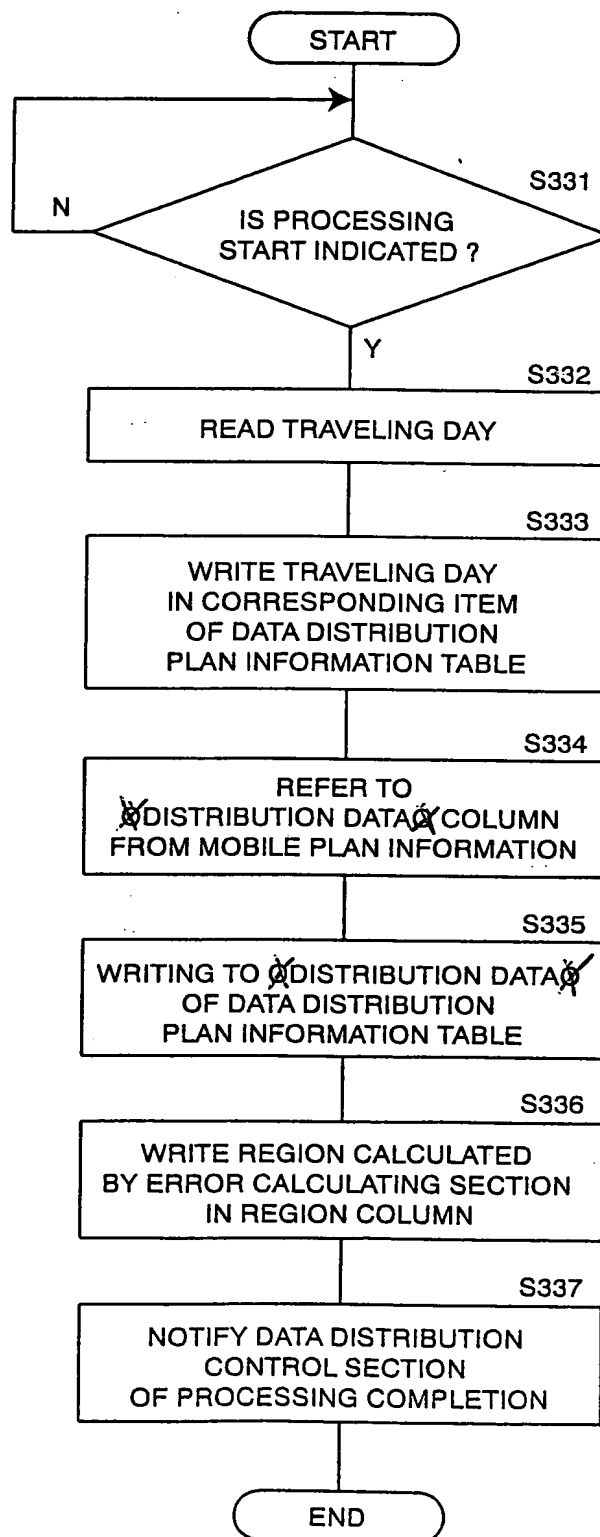 START
S331
N
IS PROCESSING
START INDICATED ?
Y
S332
READ TRAVELING DAY
S333
WRITE TRAVELING DAY
IN CORRESPONDING ITEM
OF DATA DISTRIBUTION
PLAN INFORMATION TABLE
S334
REFER TO
DISTRIBUTION DATA COLUMN
FROM MOBILE PLAN INFORMATION
S335
WRITING TO DISTRIBUTION DATA
OF DATA DISTRIBUTION
PLAN INFORMATION TABLE
S336
WRITE REGION CALCULATED
BY ERROR CALCULATING SECTION
IN REGION COLUMN
S337
NOTIFY DATA DISTRIBUTION
CONTROL SECTION
OF PROCESSING COMPLETION
END